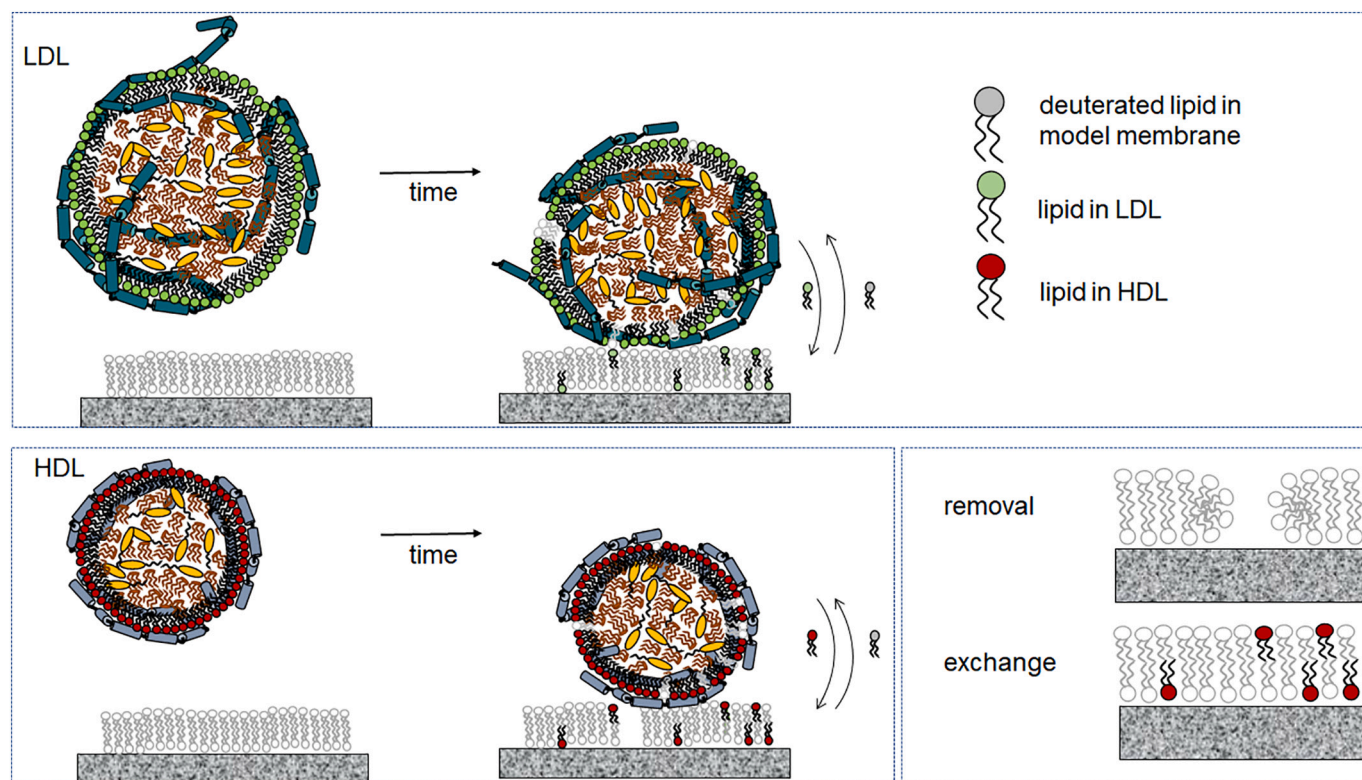 LDL
time
deuterated lipid in
model membrane
lipid in LDL
lipid in HDL
HDL
time
removal
exchange